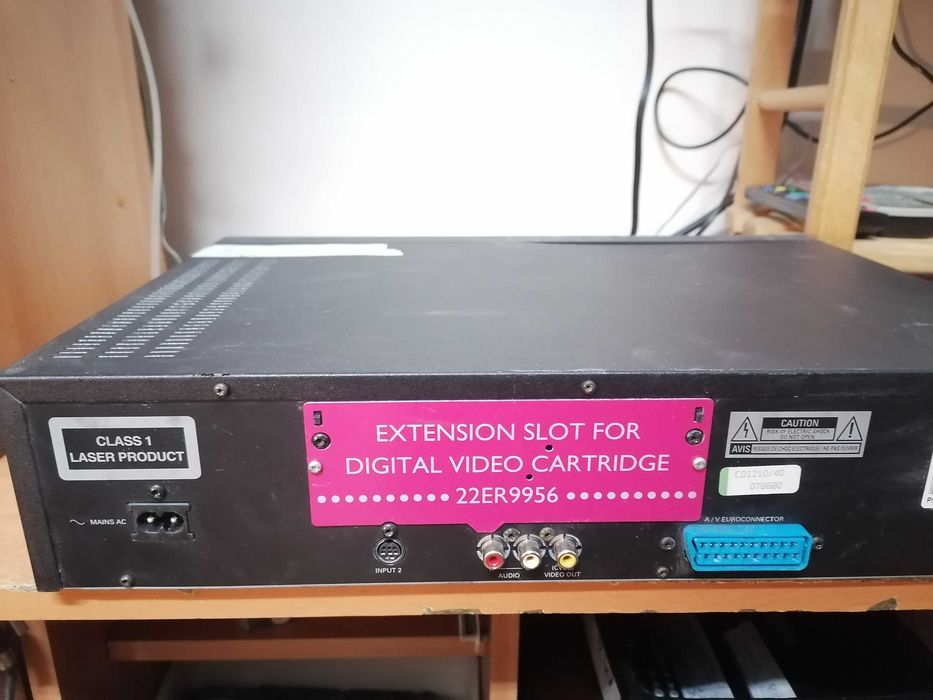 CLASS 1
LASER PRODUCT
MAINS AC
EXTENSION SLOT FOR
DIGITAL VIDEO CARTRIDGE
22ER9956
INPUT 2
AUDIO
VIDEO OUT
CAUTION
RISK OF ELECTRIC SHOCK
DO NOT OPEN
AVIS RISQUE DE CHOC ELECTRIQUE - NE PAS OUVRIR
CDI210/40
A / V EUROCONNECTOR